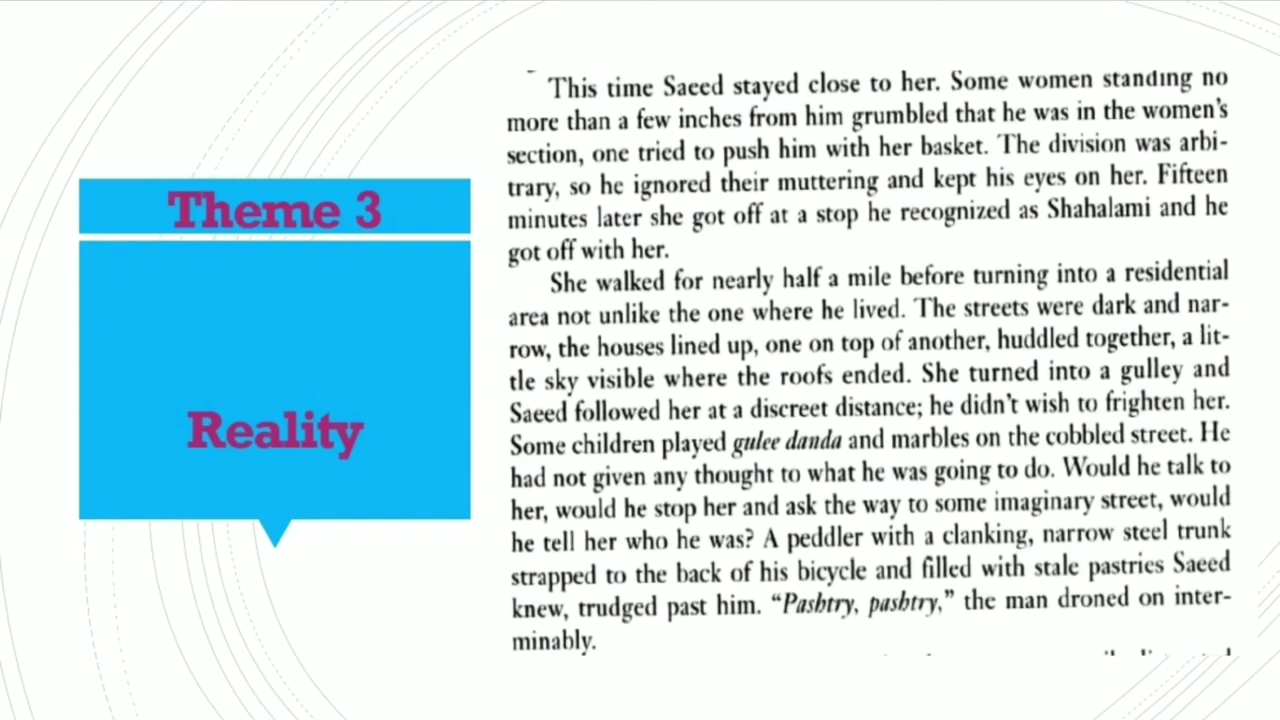 Theme 3
Reality
This time Saeed stayed close to her. Some women standing no
more than a few inches from him grumbled that he was in the women's
section, one tried to push him with her basket. The division was arbi-
trary, so he ignored their muttering and kept his eyes on her. Fifteen
minutes later she got off at a stop he recognized as Shahalami and he
got off with her.
She walked for nearly half a mile before turning into a residential
area not unlike the one where he lived. The streets were dark and nar-
row, the houses lined up, one on top of another, huddled together, a lit-
tle sky visible where the roofs ended. She turned into a gulley and
Saeed followed her at a discreet distance; he didn't wish to frighten her.
Some children played gulee danda and marbles on the cobbled street. He
had not given any thought to what he was going to do. Would he talk to
her, would he stop her and ask the way to some imaginary street, would
he tell her who he was? A peddler with a clanking, narrow steel trunk
strapped to the back of his bicycle and filled with stale pastries Saeed
knew, trudged past him. "Pashtry, pashtry," the man droned on inter-
minably.